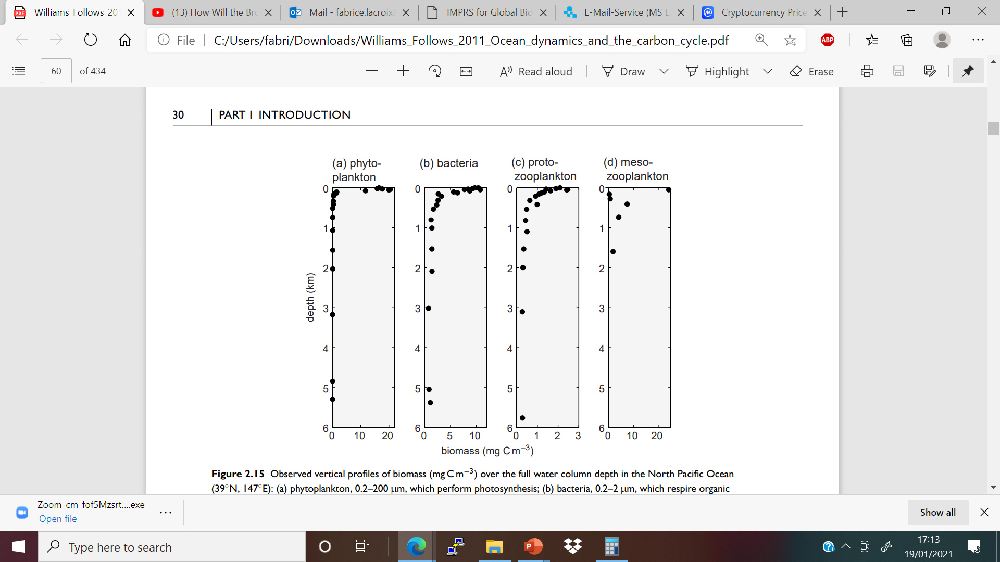 Williams_Follows_20
(13) How Will the Bro
Mail - fabrice.lacroix
IMPRS for Global Bio
E-Mail-Service (MS E
Cryptocurrency Price
File
C:/Users/fabri/Downloads/Williams_Follows_2011_Ocean_dynamics_and_the_carbon_cycle.pdf
ABP
60 of 434
Read aloud
Draw
Highlight
Erase
30 PART I INTRODUCTION
(a) phyto-
plankton
(b) bacteria
(c) proto-
zooplankton
(d) meso-
zooplankton
0 0 0 0
1 1 1 1
2 2 2 2
depth (km)
3 3 3 3
4 4 4 4
5 5 5 5
6 6 6 6
0 10 20 0 5 10 0 1 2 3 0 10 20
biomass (mg C m⁻³)
Figure 2.15 Observed vertical profiles of biomass (mg C m⁻³) over the full water column depth in the North Pacific Ocean
(39°N, 147°E): (a) phytoplankton, 0.2–200 μm, which perform photosynthesis; (b) bacteria, 0.2–2 μm, which respire organic
Zoom_cm_fof5Mzsrt....exe
Open file
Show all
Type here to search
17:13
19/01/2021